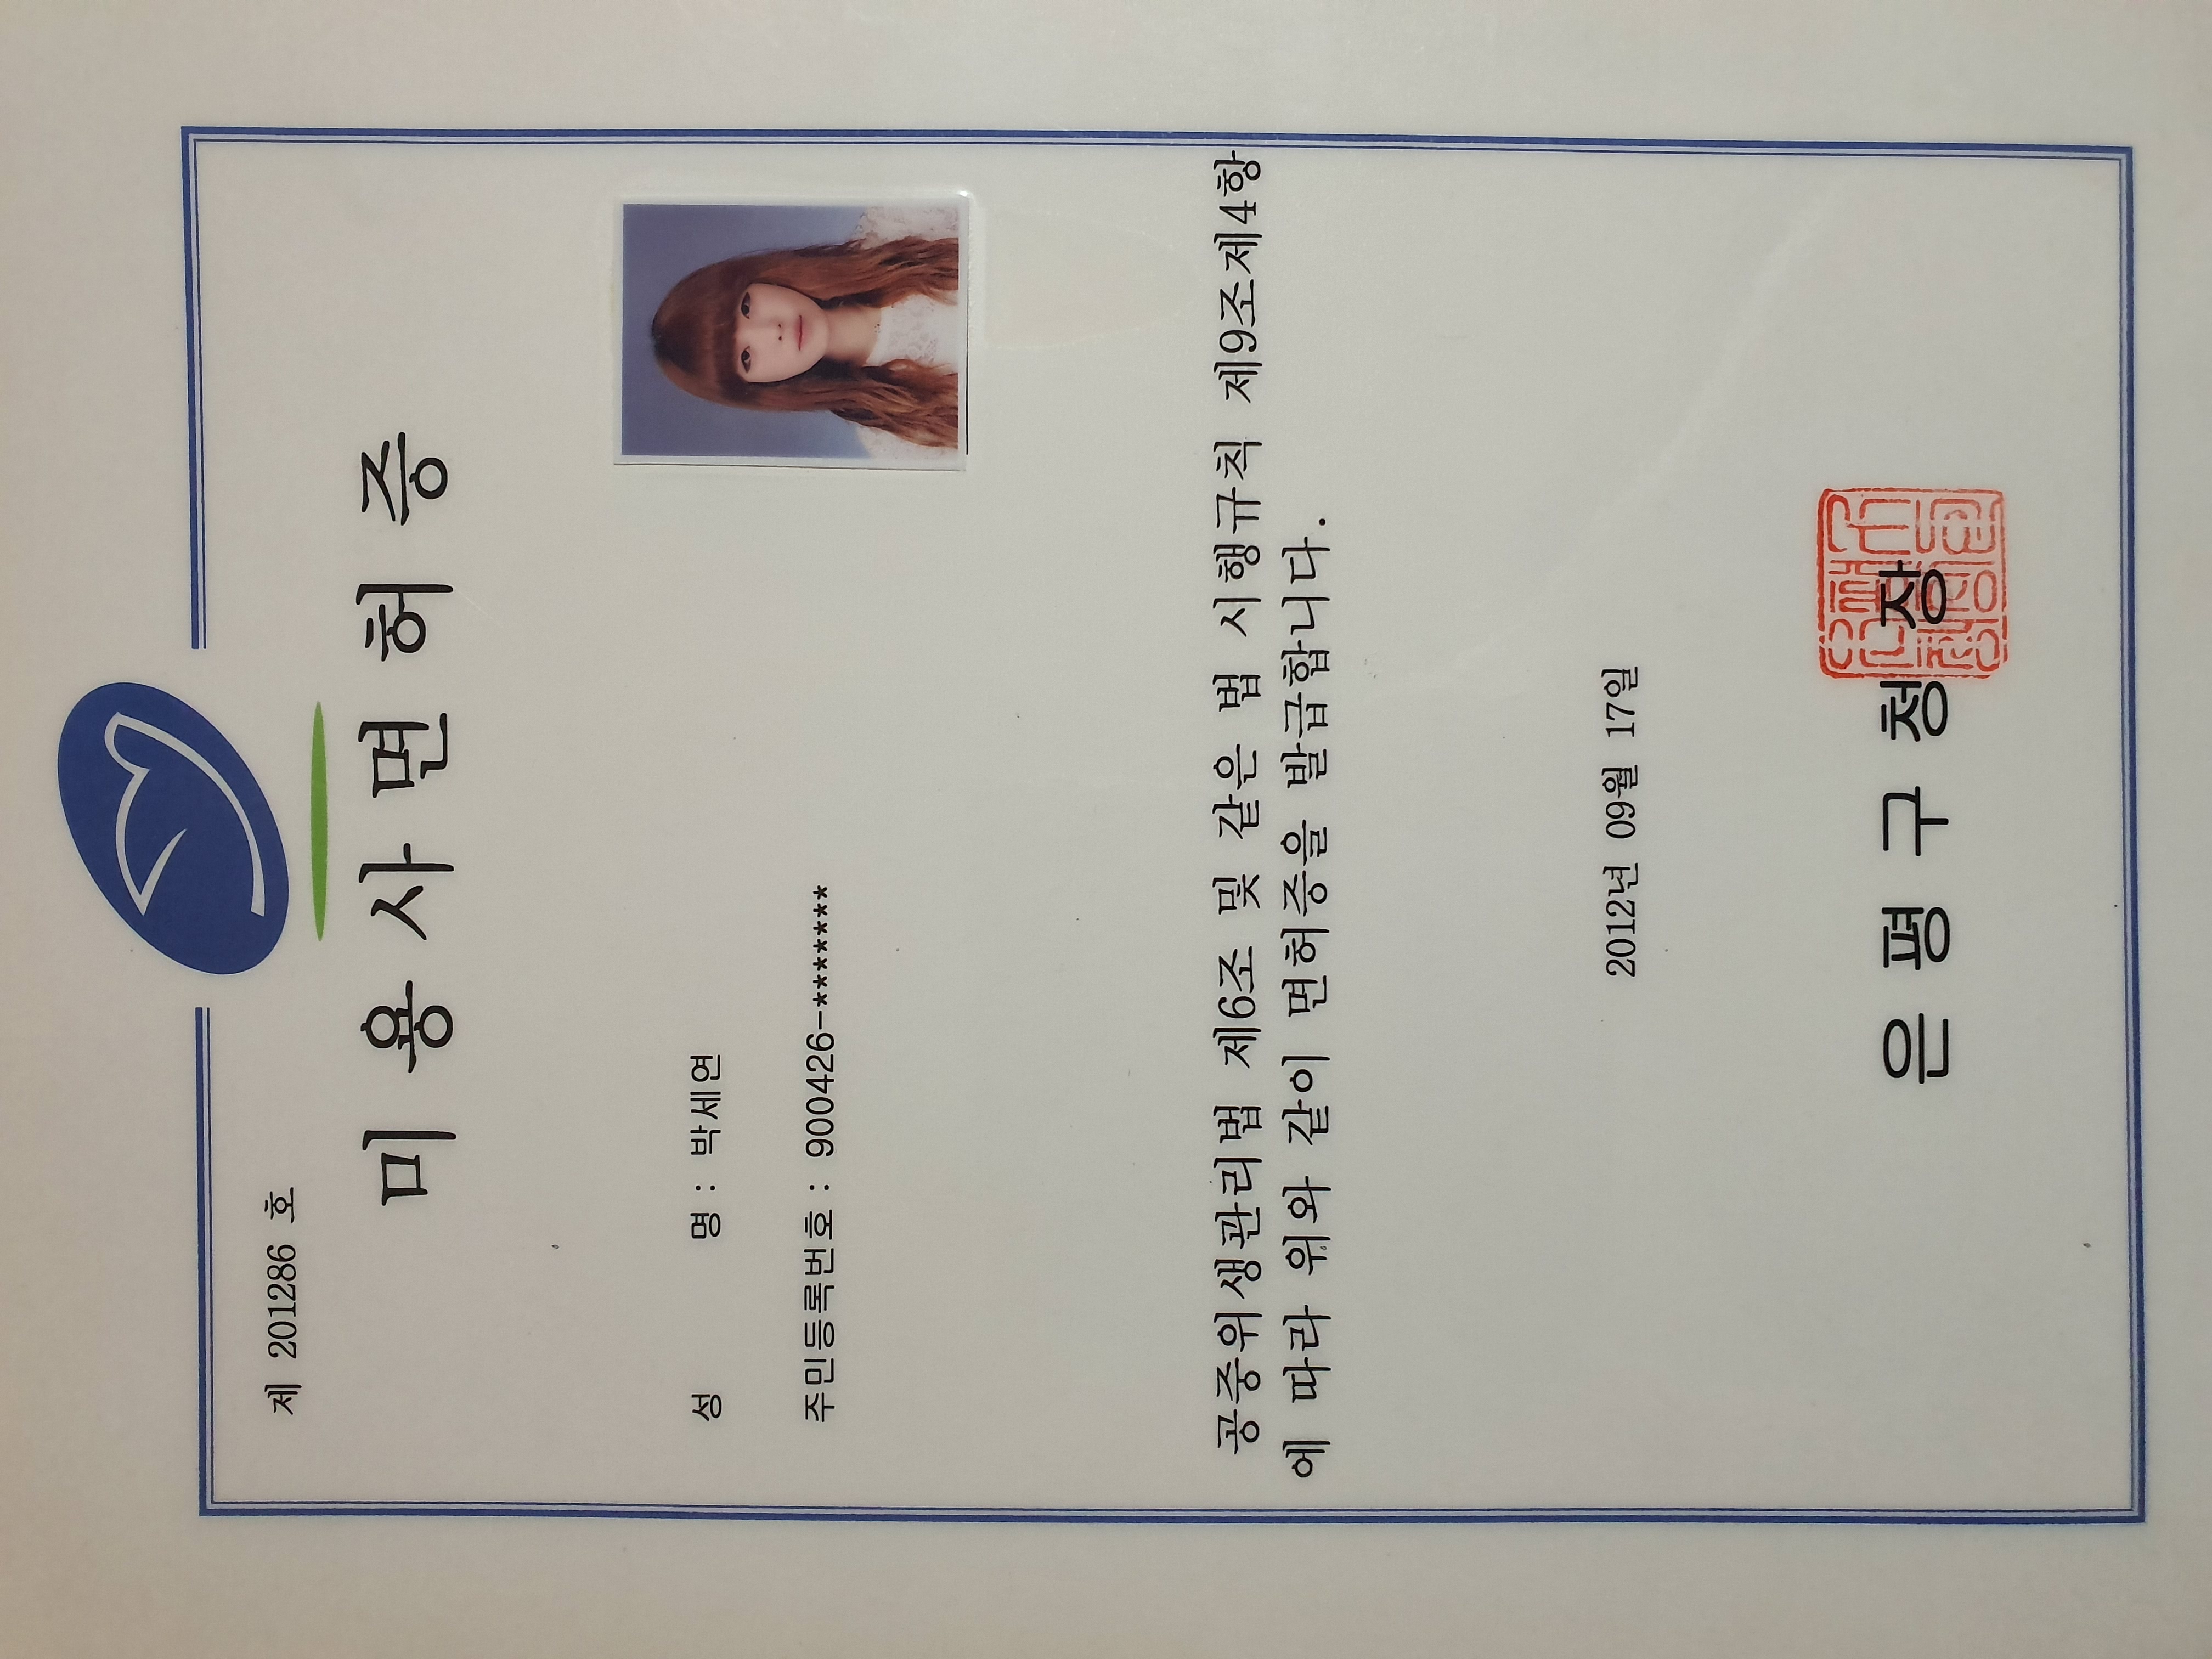 제 201286 호
미 용 사 면 허 증
성 명 : 박세연
주민등록번호 : 900426-*******
공중위생관리법 제6조 및 같은 법 시행규칙 제9조제4항
에 따라 위와 같이 면허증을 발급합니다.
2012년 09월 17일
은 평 구 청 장